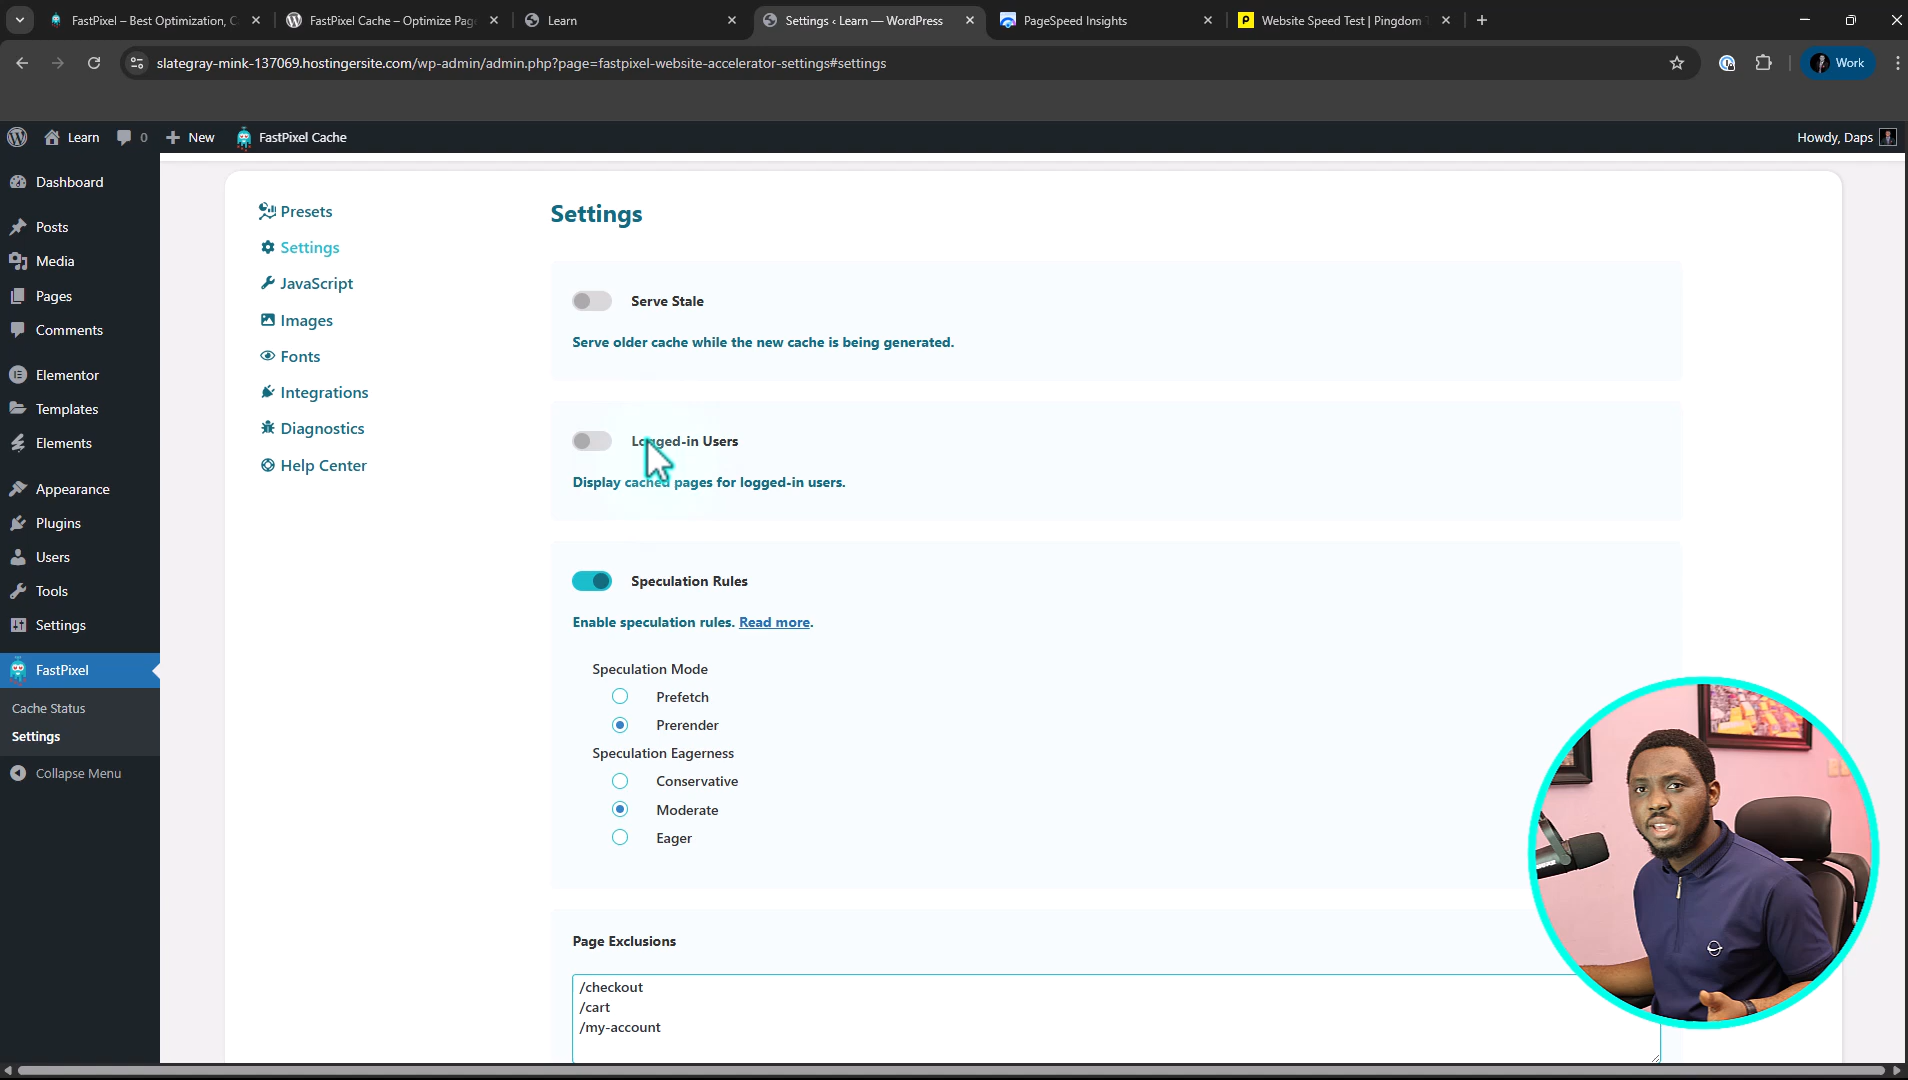 FastPixel – Best Optimization, C
FastPixel Cache – Optimize Page
Learn
Settings ‹ Learn — WordPress
PageSpeed Insights
Website Speed Test | Pingdom T
slategray-mink-137069.hostingersite.com/wp-admin/admin.php?page=fastpixel-website-accelerator-settings#settings
Work
Learn
0
New
FastPixel Cache
Howdy, Daps
Dashboard
Posts
Media
Pages
Comments
Elementor
Templates
Elements
Appearance
Plugins
Users
Tools
Settings
FastPixel
Cache Status
Settings
Collapse Menu
Presets
Settings
JavaScript
Images
Fonts
Integrations
Diagnostics
Help Center
Settings
Serve Stale
Serve older cache while the new cache is being generated.
Logged-in Users
Display cached pages for logged-in users.
Speculation Rules
Enable speculation rules. Read more.
Speculation Mode
Prefetch
Prerender
Speculation Eagerness
Conservative
Moderate
Eager
Page Exclusions
/checkout
/cart
/my-account